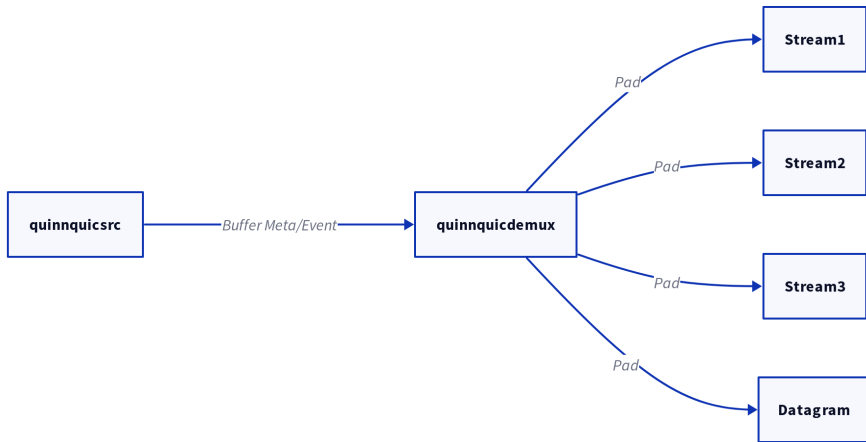 Stream1
Pad
Stream2
Pad
quinnquicsrc
Buffer Meta/Event
quinnquicdemux
Pad
Stream3
Pad
Datagram